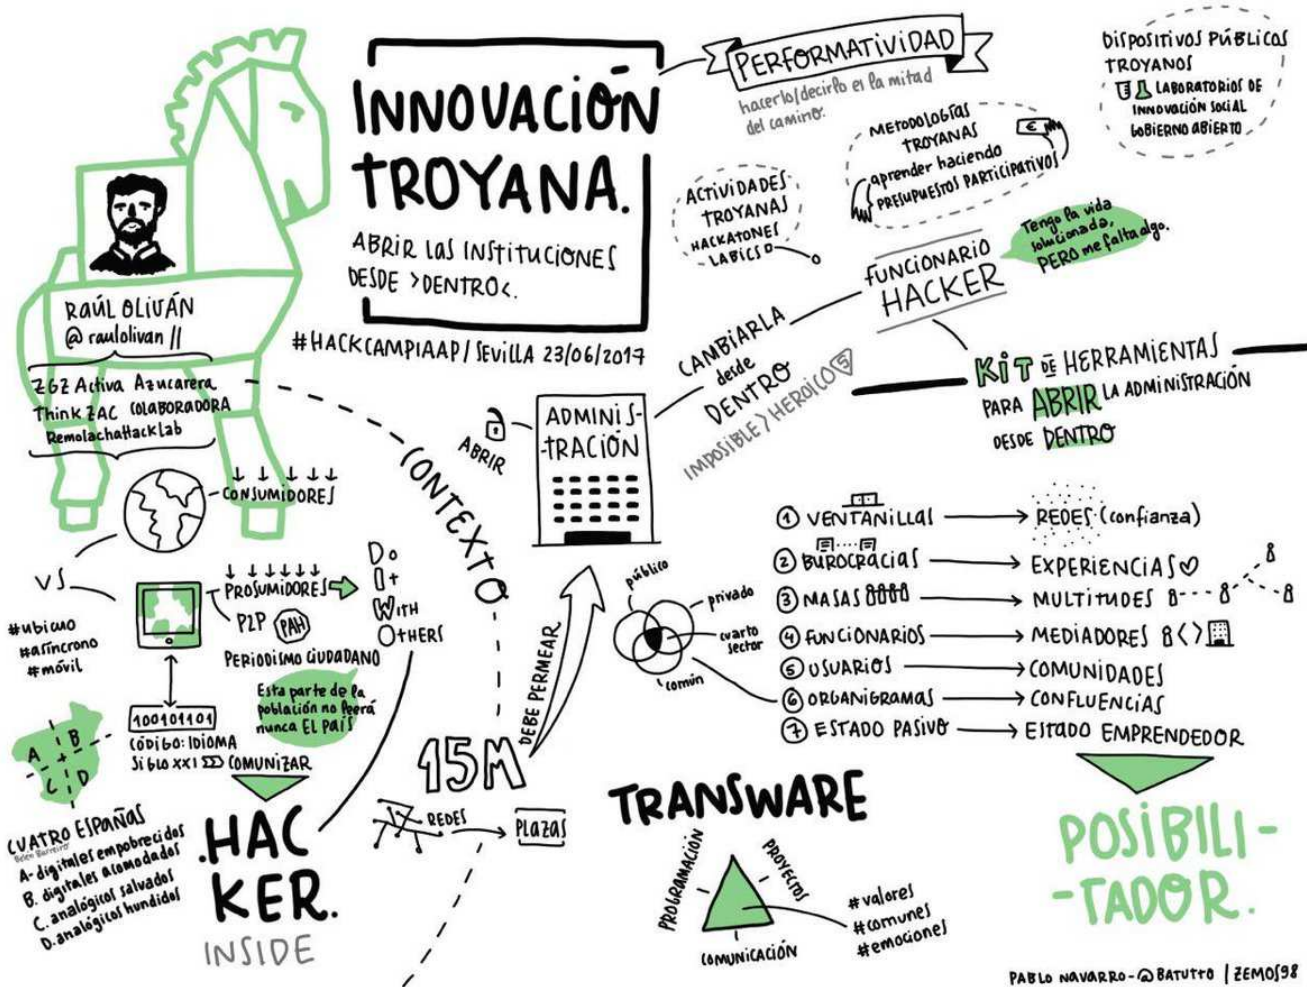 INNOVACIÓN
TROYANA.
ABRIR LAS INSTITUCIONES
DESDE >DENTRO<.
#HACKCAMPIAAP / SEVILLA 23/06/2017
RAÚL OLIVÁN
@raulolivan //
ZGZ Activa Azucarera
Think ZAC COLABORADORA
RemolachaHackLab
PERFORMATIVIDAD
hacerlo/decirlo es la mitad
del camino.
DISPOSITIVOS PÚBLICOS
TROYANOS
LABORATORIOS DE
INNOVACIÓN SOCIAL
GOBIERNO ABIERTO
METODOLOGÍAS
TROYANAS
aprender haciendo
PRESUPUESTOS PARTICIPATIVOS
€
ACTIVIDADES
TROYANAS
HACKATONES
LABICS
FUNCIONARIO
HACKER
Tengo la vida
solucionada,
PERO me falta algo.
CAMBIARLA
desde
DENTRO
IMPOSIBLE > HEROICO
S
KIT DE HERRAMIENTAS
PARA ABRIR LA ADMINISTRACIÓN
DESDE DENTRO
ABRIR
ADMINIS-
-TRACIÓN
CONTEXTO
CONSUMIDORES
VS
PROSUMIDORES
P2P PAH
PERIODISMO CIUDADANO
DO
IT
WITH
OTHERS
#ubicuo
#asíncrono
#móvil
Esta parte de la
población no leerá
nunca EL PAÍS
100101101
CÓDIGO: IDIOMA
SIGLO XXI COMUNIZAR
A B
C D
CUATRO ESPAÑAS
Belén Barreiro
A- digitales empobrecidos
B. digitales acomodados
C. analógicos salvados
D. analógicos hundidos
.HAC
KER.
INSIDE
15M
REDES
PLAZAS
DEBE PERMEAR
público
privado
cuarto
sector
común
① VENTANILLAS → REDES (confianza)
② BUROCRACIAS → EXPERIENCIAS ♡
③ MASAS → MULTITUDES
④ FUNCIONARIOS → MEDIADORES < >
⑤ USUARIOS → COMUNIDADES
⑥ ORGANIGRAMAS → CONFLUENCIAS
⑦ ESTADO PASIVO → ESTADO EMPRENDEDOR
POSIBILI-
-TADOR.
TRANSWARE
PROGRAMACIÓN
PROYECTOS
COMUNICACIÓN
#valores
#comunes
#emociones
PABLO NAVARRO - @BATUTTO | ZEMOS98